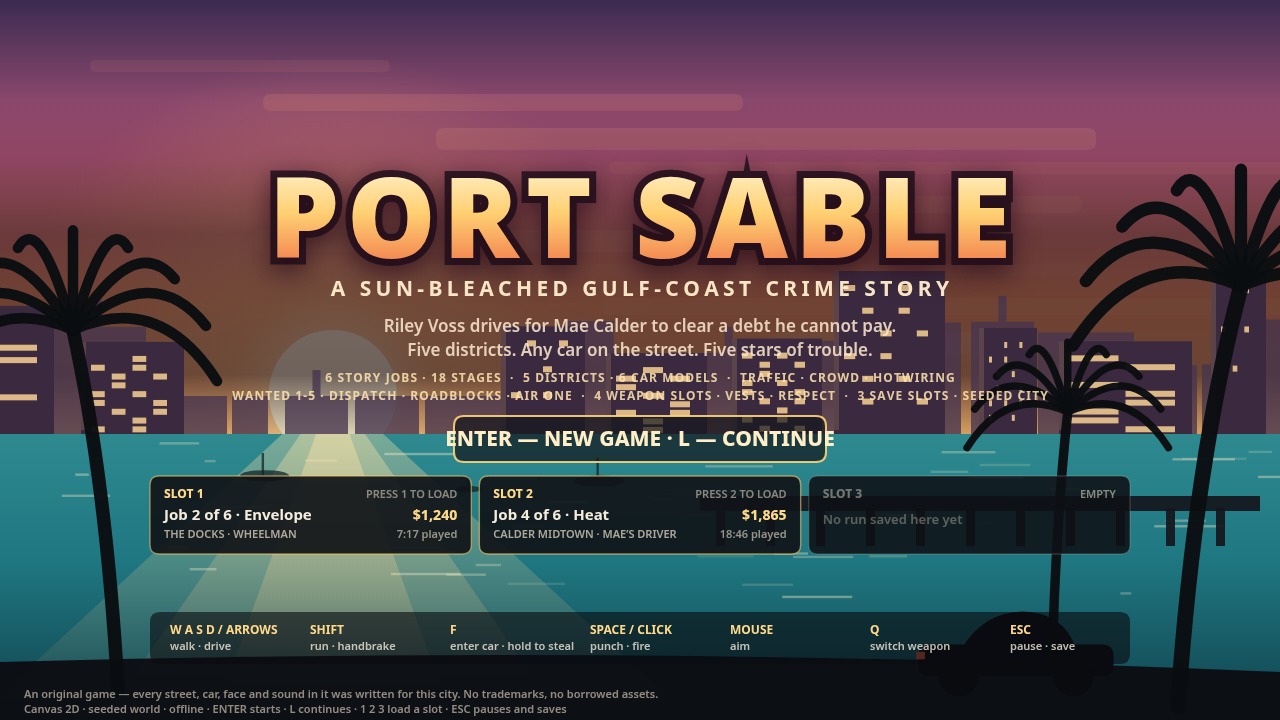 PORT SABLE
A SUN-BLEACHED GULF-COAST CRIME STORY
Riley Voss drives for Mae Calder to clear a debt he cannot pay.
Five districts. Any car on the street. Five stars of trouble.
6 STORY JOBS · 18 STAGES · 5 DISTRICTS · 6 CAR MODELS · TRAFFIC · CROWD · HOTWIRING
WANTED 1-5 · DISPATCH · ROADBLOCKS · AIR ONE · 4 WEAPON SLOTS · VESTS · RESPECT · 3 SAVE SLOTS · SEEDED CITY
ENTER — NEW GAME · L — CONTINUE
SLOT 1 PRESS 1 TO LOAD
Job 2 of 6 · Envelope $1,240
THE DOCKS · WHEELMAN 7:17 played
SLOT 2 PRESS 2 TO LOAD
Job 4 of 6 · Heat $1,865
CALDER MIDTOWN · MAE'S DRIVER 18:46 played
SLOT 3 EMPTY
No run saved here yet
W A S D / ARROWS SHIFT F SPACE / CLICK MOUSE Q ESC
walk · drive run · handbrake enter car · hold to steal punch · fire aim switch weapon pause · save
An original game — every street, car, face and sound in it was written for this city. No trademarks, no borrowed assets.
Canvas 2D · seeded world · offline · ENTER starts · L continues · 1 2 3 load a slot · ESC pauses and saves